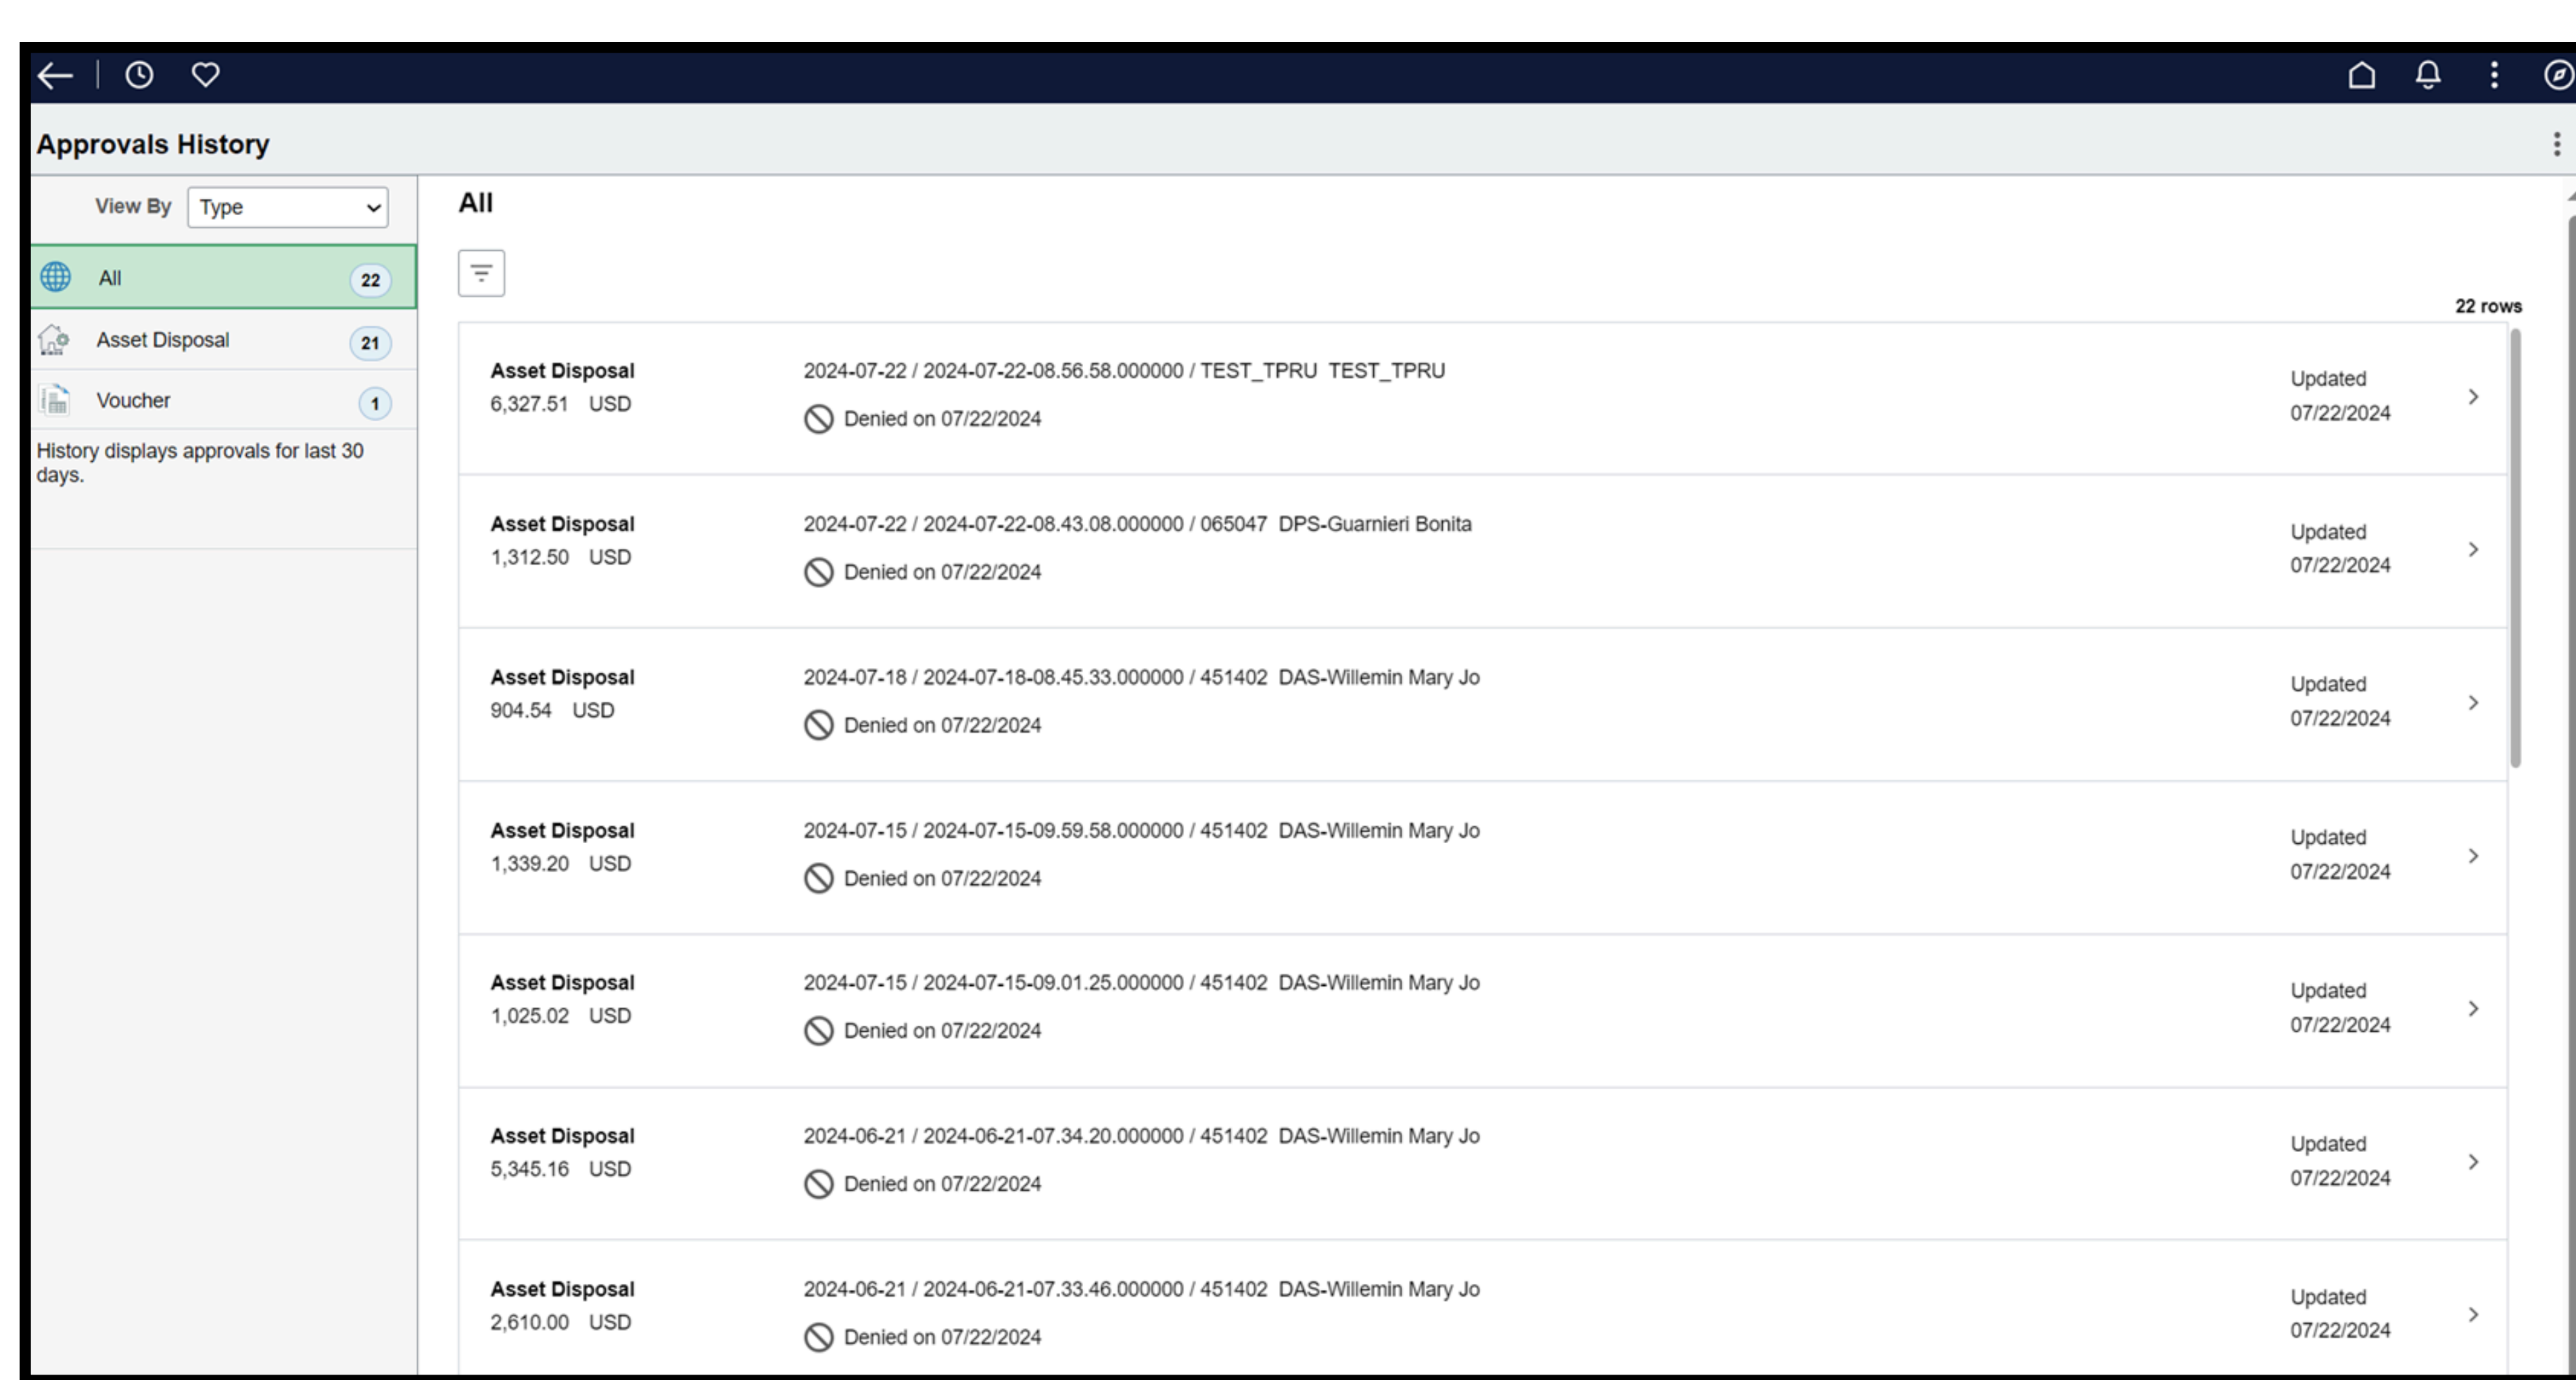 Approvals History
View By Type
All 22
Asset Disposal 21
Voucher 1
History displays approvals for last 30
days.
All
22 rows
Asset Disposal 2024-07-22 / 2024-07-22-08.56.58.000000 / TEST_TPRU TEST_TPRU Updated
6,327.51 USD Denied on 07/22/2024 07/22/2024
Asset Disposal 2024-07-22 / 2024-07-22-08.43.08.000000 / 065047 DPS-Guarnieri Bonita Updated
1,312.50 USD Denied on 07/22/2024 07/22/2024
Asset Disposal 2024-07-18 / 2024-07-18-08.45.33.000000 / 451402 DAS-Willemin Mary Jo Updated
904.54 USD Denied on 07/22/2024 07/22/2024
Asset Disposal 2024-07-15 / 2024-07-15-09.59.58.000000 / 451402 DAS-Willemin Mary Jo Updated
1,339.20 USD Denied on 07/22/2024 07/22/2024
Asset Disposal 2024-07-15 / 2024-07-15-09.01.25.000000 / 451402 DAS-Willemin Mary Jo Updated
1,025.02 USD Denied on 07/22/2024 07/22/2024
Asset Disposal 2024-06-21 / 2024-06-21-07.34.20.000000 / 451402 DAS-Willemin Mary Jo Updated
5,345.16 USD Denied on 07/22/2024 07/22/2024
Asset Disposal 2024-06-21 / 2024-06-21-07.33.46.000000 / 451402 DAS-Willemin Mary Jo Updated
2,610.00 USD Denied on 07/22/2024 07/22/2024